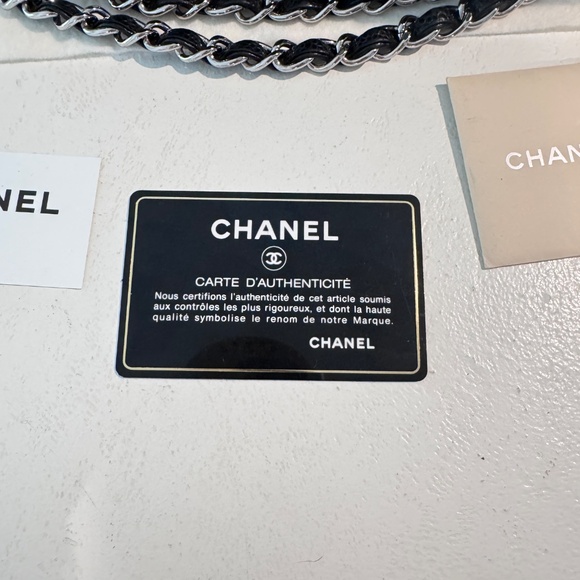 NEL
CHAN
CHANEL
CARTE D'AUTHENTICITÉ
Nous certifions l'authenticité de cet article soumis
aux contrôles les plus rigoureux, et dont la haute
qualité symbolise le renom de notre Marque.
CHANEL